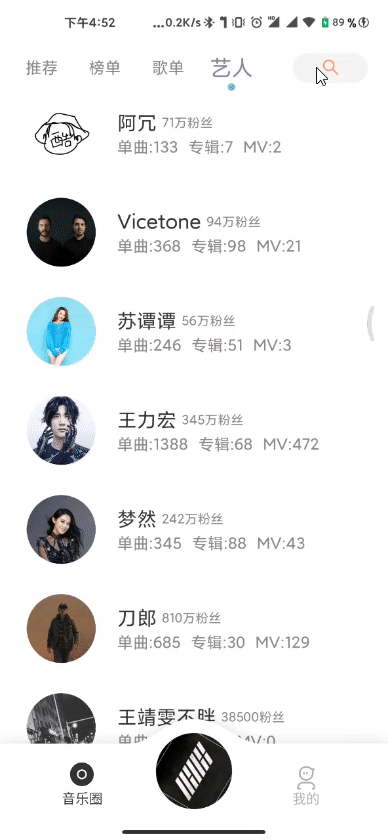 下午4:52 ...0.2K/s 89 %
推荐 榜单 歌单 艺人
阿冗 71万粉丝
单曲:133 专辑:7 MV:2
酷
Vicetone 94万粉丝
单曲:368 专辑:98 MV:21
苏谭谭 56万粉丝
单曲:246 专辑:51 MV:3
王力宏 345万粉丝
单曲:1388 专辑:68 MV:472
梦然 242万粉丝
单曲:345 专辑:88 MV:43
刀郎 810万粉丝
单曲:685 专辑:30 MV:129
王靖雯不胖 38500粉丝
MV:0
音乐圈 我的